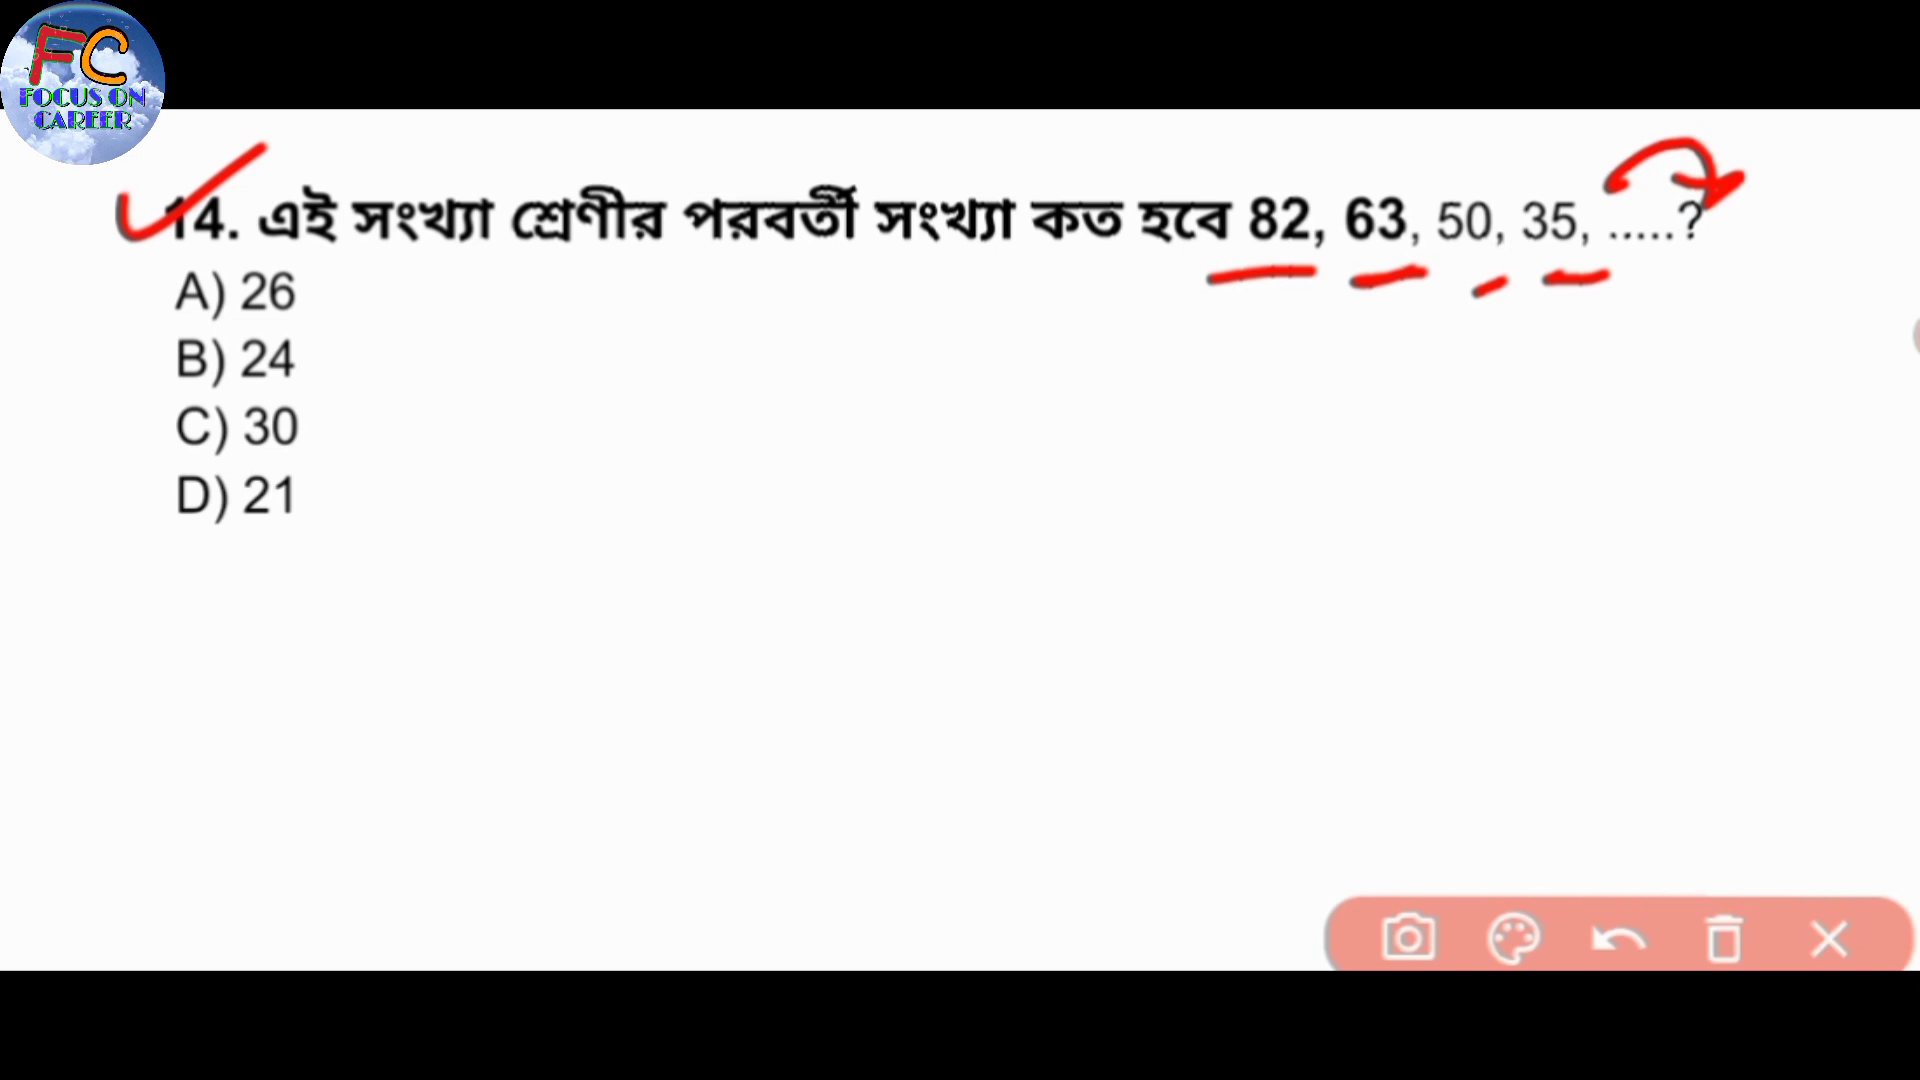 FC
FOCUS ON
CAREER
14. এই সংখ্যা শ্রেণীর পরবর্তী সংখ্যা কত হবে 82, 63, 50, 35, .....?
A) 26
B) 24
C) 30
D) 21